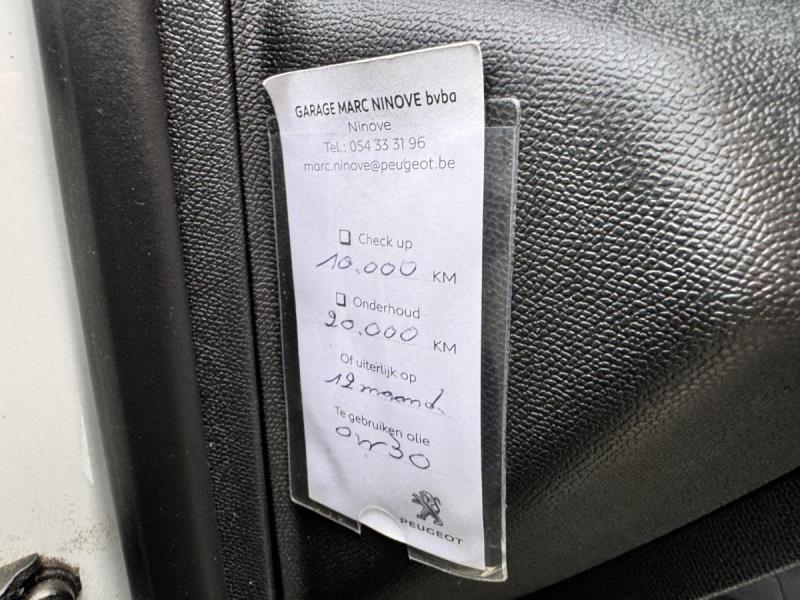 GARAGE MARC NINOVE bvba
Ninove
Tel.: 054 33 31 96
marc.ninove@peugeot.be
Check up
10.000 KM
Onderhoud
20.000 KM
Of uiterlijk op
12 maand.
Te gebruiken olie
0w30
PEUGEOT